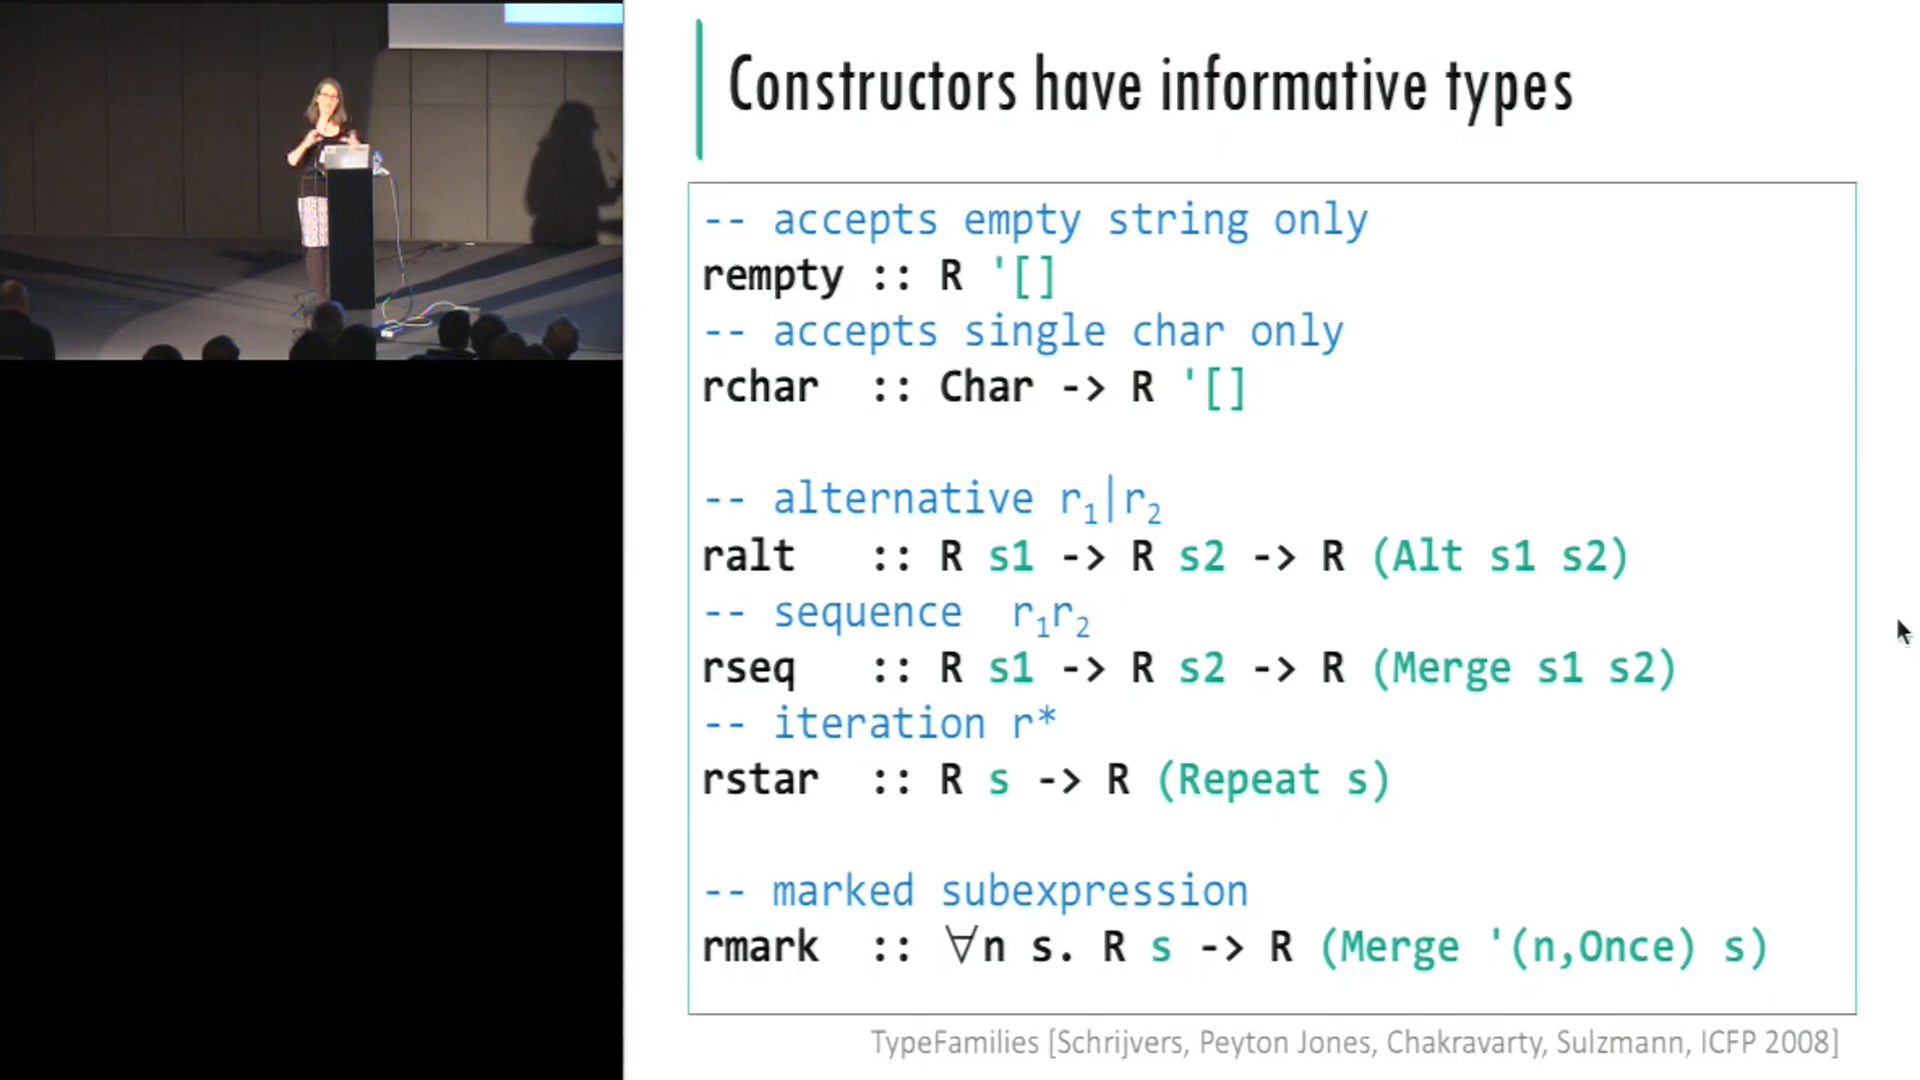 Constructors have informative types
-- accepts empty string only
rempty :: R '[]
-- accepts single char only
rchar :: Char -> R '[]
-- alternative r₁|r₂
ralt :: R s1 -> R s2 -> R (Alt s1 s2)
-- sequence r₁r₂
rseq :: R s1 -> R s2 -> R (Merge s1 s2)
-- iteration r*
rstar :: R s -> R (Repeat s)
-- marked subexpression
rmark :: ∀n s. R s -> R (Merge '(n,Once) s)
TypeFamilies [Schrijvers, Peyton Jones, Chakravarty, Sulzmann, ICFP 2008]